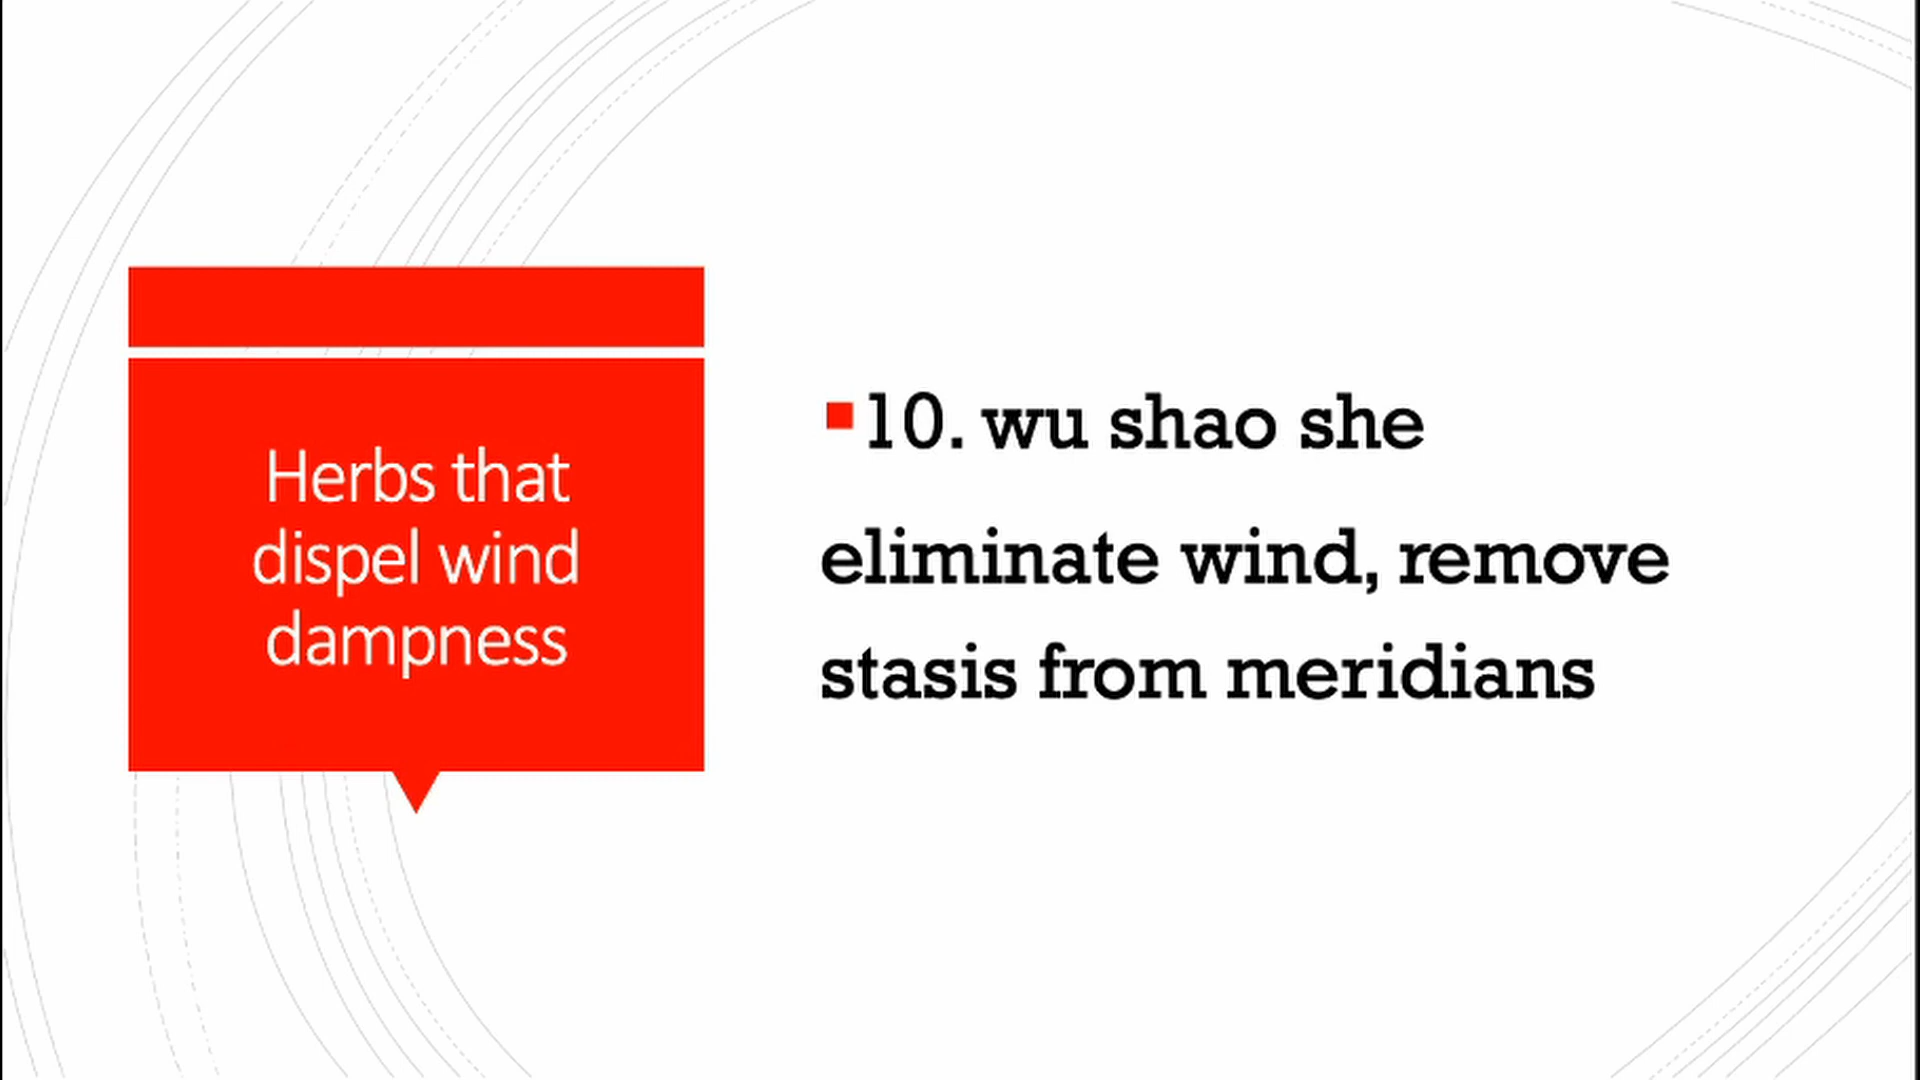 Herbs that
dispel wind
dampness
10. wu shao she
eliminate wind, remove
stasis from meridians